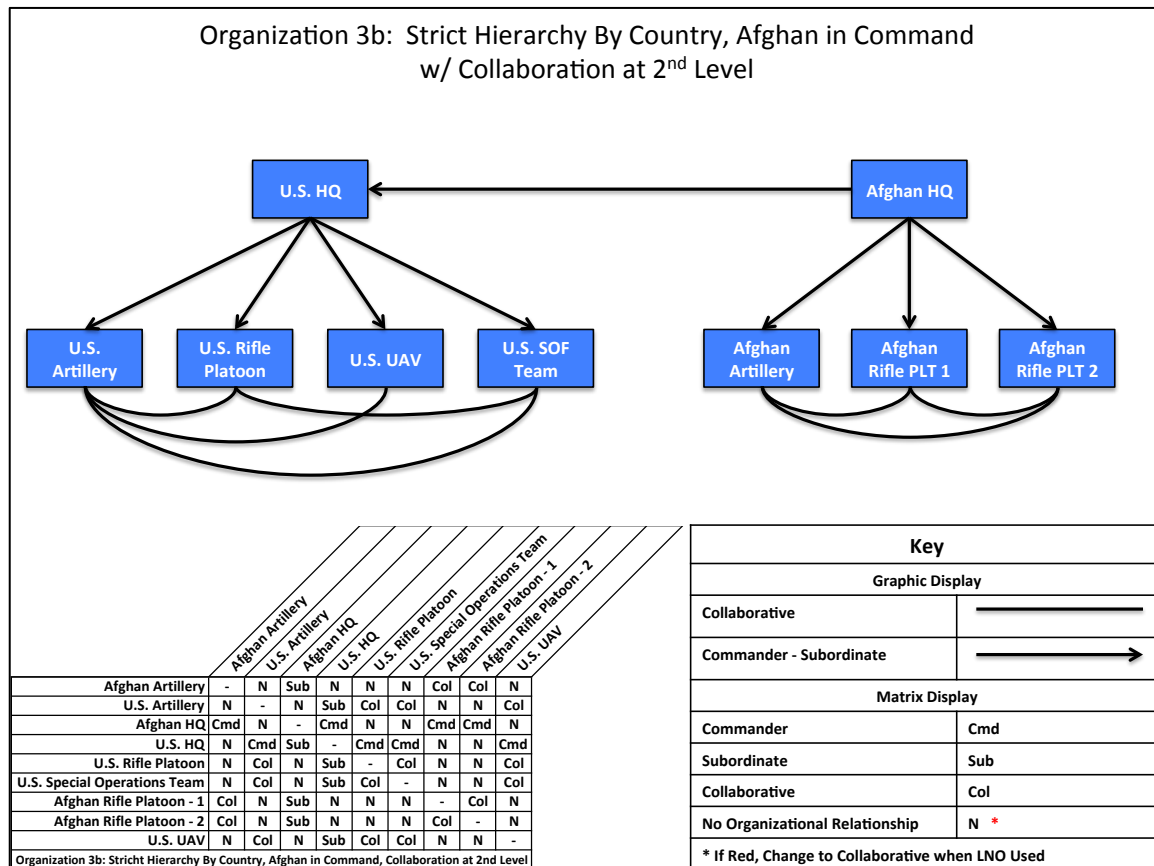 Organization 3b:  Strict Hierarchy By Country, Afghan in Command
w/ Collaboration at 2nd Level
U.S. HQ
Afghan HQ
U.S.
Artillery
U.S. Rifle
Platoon
U.S. UAV
U.S. SOF
Team
Afghan
Artillery
Afghan
Rifle PLT 1
Afghan
Rifle PLT 2
Afghan Artillery
U.S. Artillery
Afghan HQ
U.S. HQ
U.S. Rifle Platoon
U.S. Special Operations Team
Afghan Rifle Platoon - 1
Afghan Rifle Platoon - 2
U.S. UAV
Afghan Artillery - N Sub N N N Col Col N
U.S. Artillery N - N Sub Col Col N N Col
Afghan HQ Cmd N - Cmd N N Cmd Cmd N
U.S. HQ N Cmd Sub - Cmd Cmd N N Cmd
U.S. Rifle Platoon N Col N Sub - Col N N Col
U.S. Special Operations Team N Col N Sub Col - N N Col
Afghan Rifle Platoon - 1 Col N Sub N N N - Col N
Afghan Rifle Platoon - 2 Col N Sub N N N Col - N
U.S. UAV N Col N Sub Col Col N N -
Organization 3b: Stricht Hierarchy By Country, Afghan in Command, Collaboration at 2nd Level
Key
Graphic Display
Collaborative
Commander - Subordinate
Matrix Display
Commander Cmd
Subordinate Sub
Collaborative Col
No Organizational Relationship N *
* If Red, Change to Collaborative when LNO Used